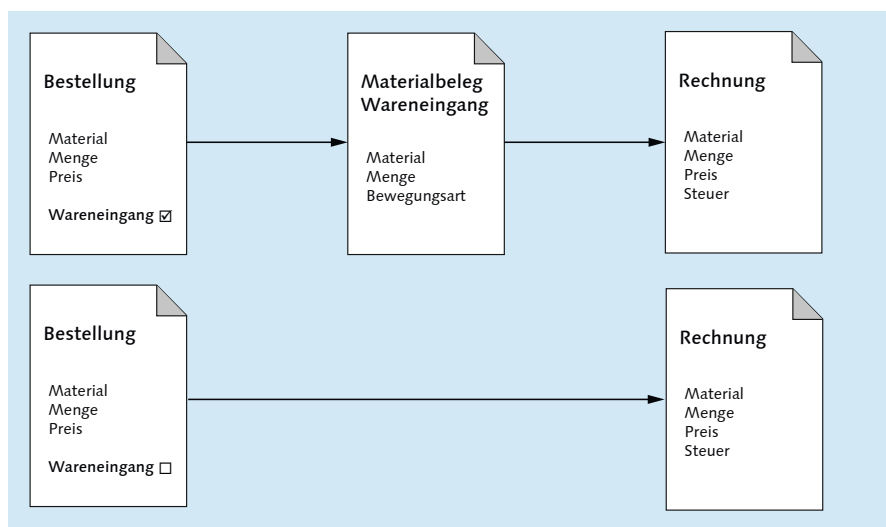 Bestellung
Material
Menge
Preis
Wareneingang ☑
Materialbeleg
Wareneingang
Material
Menge
Bewegungsart
Rechnung
Material
Menge
Preis
Steuer
Bestellung
Material
Menge
Preis
Wareneingang ☐
Rechnung
Material
Menge
Preis
Steuer